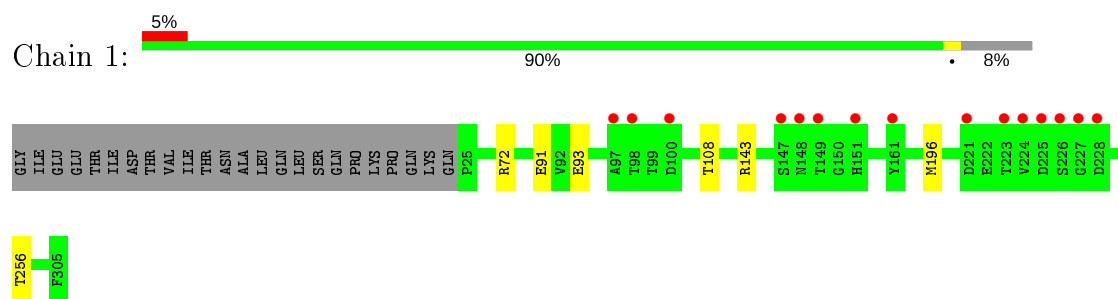 5%
Chain 1:
90% • 8%
GLY ILE GLU GLU THR ILE ASP THR VAL ILE THR ASN ALA LEU GLN LEU SER GLN PRO LYS PRO GLN LYS GLN P25 R72 E91 V92 E93 A97 T98 T99 D100 T108 R143 S147 N148 T149 G150 H151 Y161 M196 D221 E222 T223 V224 D225 S226 G227 D228
T256 F305